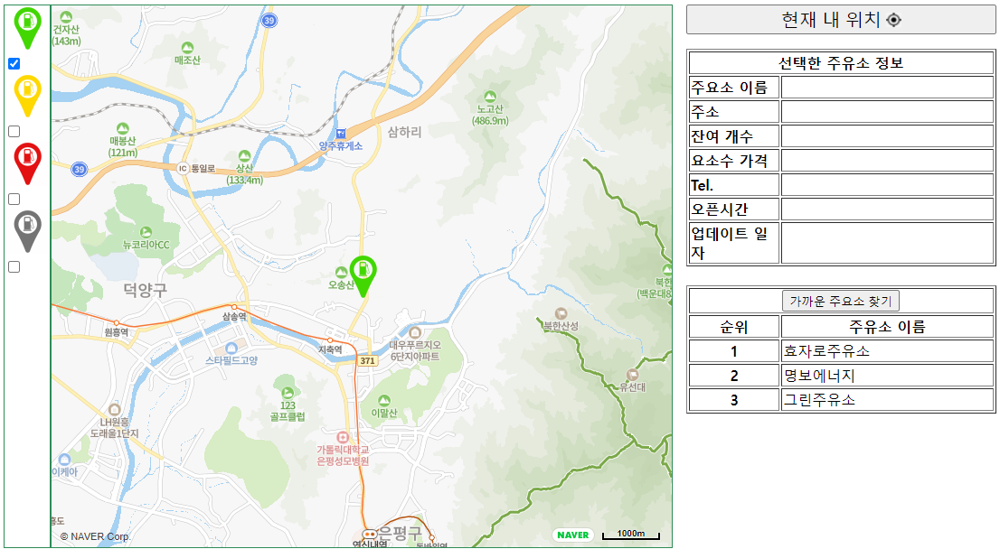 건지산
(143m)
39
매조산
노고산
(486.9m)
삼하리
양주휴게소
매봉산
(121m)
39
IC 통일로
상산
(133.4m)
뉴코리아CC
덕양구
오송산
북한
(백운대8
삼송역
원흥역
지축역
북한산성
대우푸르지오
6단지아파트
스타필드고양
371
유선대
123
골프클럽
이말산
LH원흥
도래울1단지
가톨릭대학교
은평성모병원
이케아
흥도
© NAVER Corp.
은평구
연신내역
NAVER
1000m
현재 내 위치
선택한 주유소 정보
주요소 이름
주소
잔여 개수
요소수 가격
Tel.
오픈시간
업데이트 일
자
가까운 주요소 찾기
순위 주유소 이름
1 효자로주유소
2 명보에너지
3 그린주유소